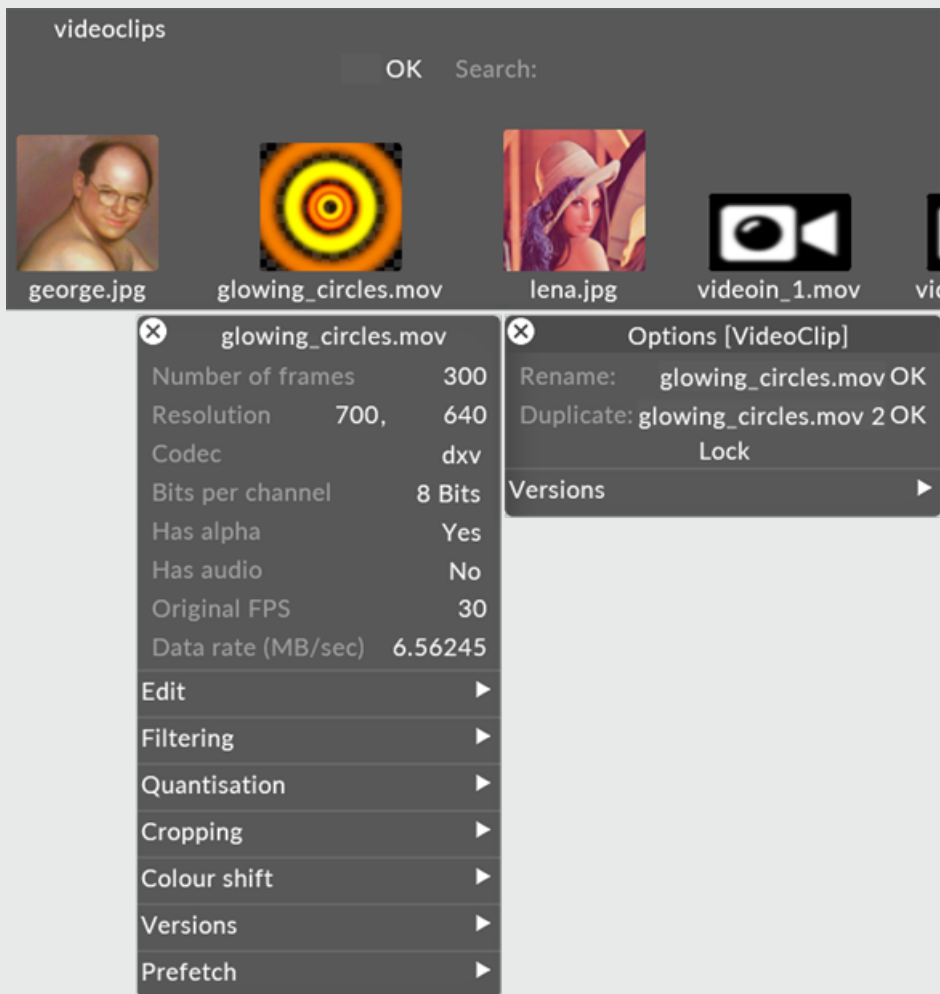 videoclips
OK Search:
george.jpg glowing_circles.mov lena.jpg videoin_1.mov
glowing_circles.mov
Number of frames 300
Resolution 700, 640
Codec dxv
Bits per channel 8 Bits
Has alpha Yes
Has audio No
Original FPS 30
Data rate (MB/sec) 6.56245
Edit
Filtering
Quantisation
Cropping
Colour shift
Versions
Prefetch
Options [VideoClip]
Rename: glowing_circles.mov OK
Duplicate: glowing_circles.mov 2 OK
Lock
Versions